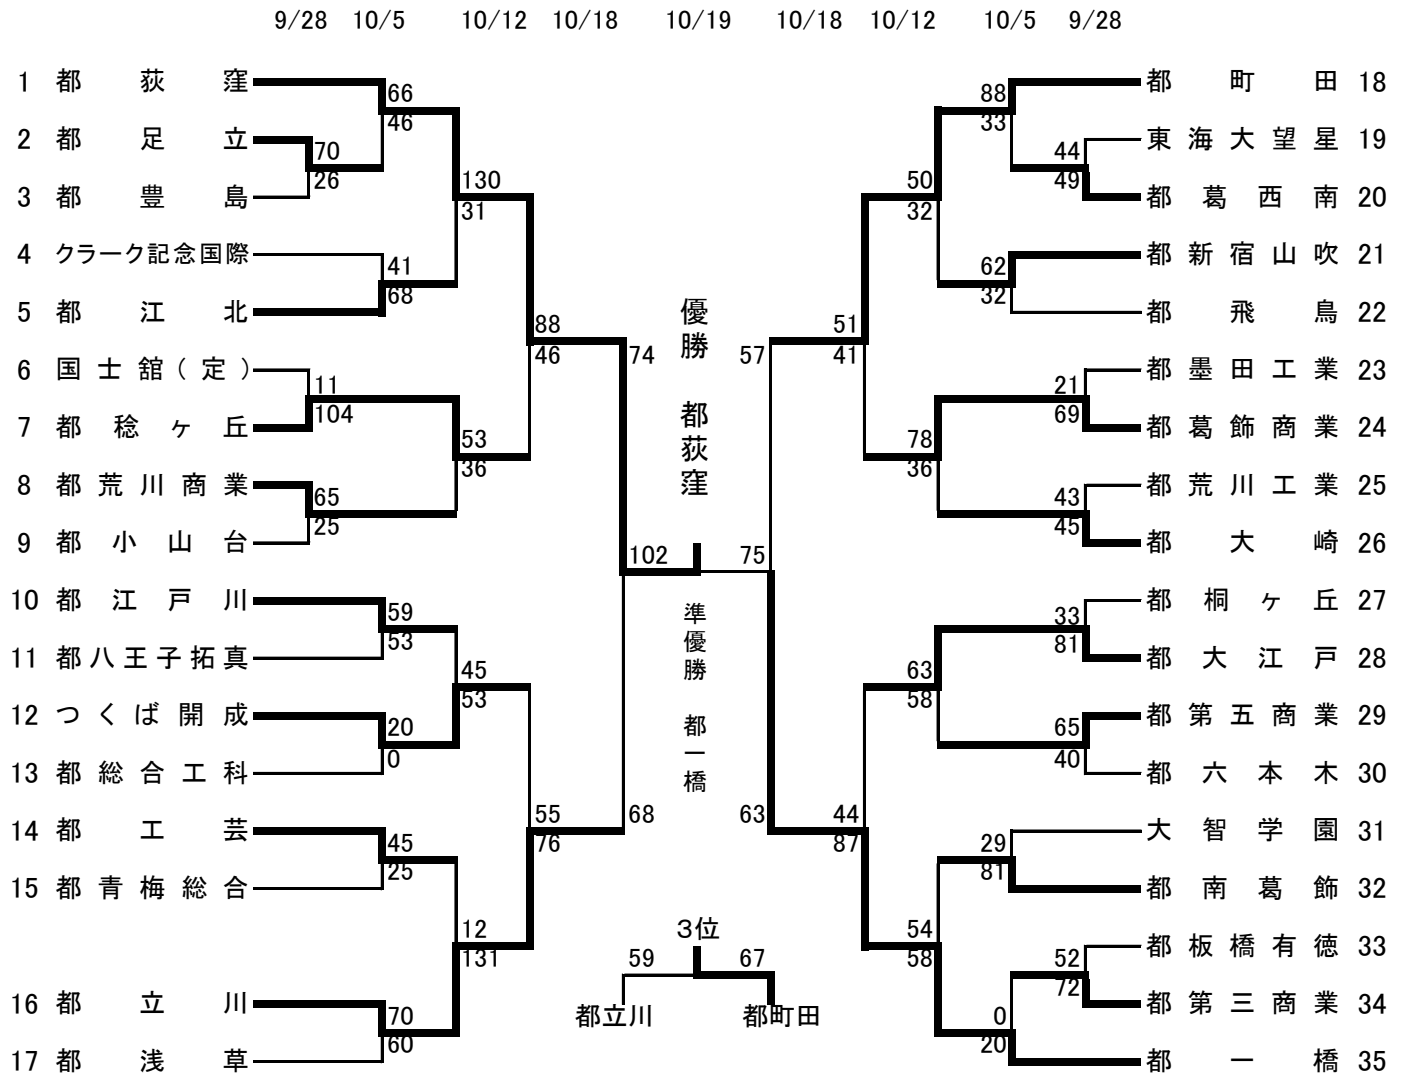 9/28 10/5 10/12 10/18 10/19 10/18 10/12 10/5 9/28
1 都荻窪
2 都足立
3 都豊島
4 クラーク記念国際
5 都江北
6 国士舘(定)
7 都稔ヶ丘
8 都荒川商業
9 都小山台
10 都江戸川
11 都八王子拓真
12 つくば開成
13 都総合工科
14 都工芸
15 都青梅総合
16 都立川
17 都浅草
70
26
11
104
65
25
66
46
41
68
59
53
20
0
45
25
70
60
130
31
53
36
45
53
12
131
88
46
55
76
74
68
102
優勝 都荻窪
準優勝 都一橋
3位
59 67
都立川 都町田
75
57
63
51
41
44
87
50
32
78
36
63
58
54
58
88
33
62
32
29
81
0
20
44
49
21
69
43
45
33
81
65
40
52
72
都町田 18
東海大望星 19
都葛西南 20
都新宿山吹 21
都飛鳥 22
都墨田工業 23
都葛飾商業 24
都荒川工業 25
都大崎 26
都桐ヶ丘 27
都大江戸 28
都第五商業 29
都六本木 30
大智学園 31
都南葛飾 32
都板橋有徳 33
都第三商業 34
都一橋 35